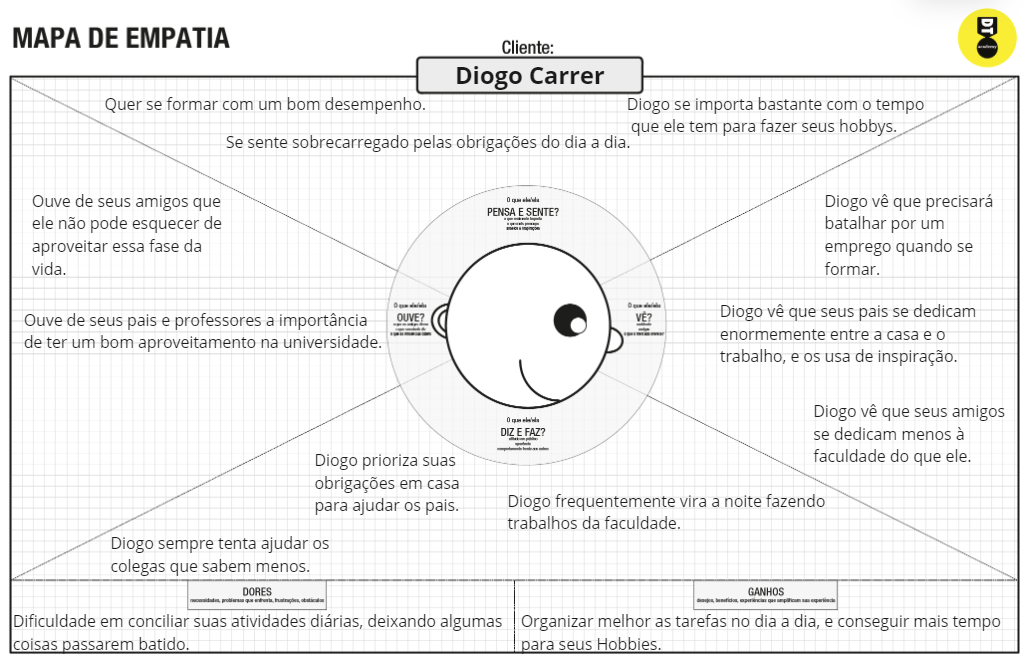 MAPA DE EMPATIA
DT
academy
Cliente:
Diogo Carrer
Quer se formar com um bom desempenho.
Se sente sobrecarregado pelas obrigações do dia a dia.
Diogo se importa bastante com o tempo
que ele tem para fazer seus hobbys.
O que ele/ela
PENSA E SENTE?
Ouve de seus amigos que
ele não pode esquecer de
aproveitar essa fase da
vida.
Ouve de seus pais e professores a importância
de ter um bom aproveitamento na universidade.
O que ele/ela
OUVE?
O que ele/ela
VÊ?
Diogo vê que precisará
batalhar por um
emprego quando se
formar.
Diogo vê que seus pais se dedicam
enormemente entre a casa e o
trabalho, e os usa de inspiração.
Diogo vê que seus amigos
se dedicam menos à
faculdade do que ele.
O que ele/ela
DIZ E FAZ?
Diogo prioriza suas
obrigações em casa
para ajudar os pais.
Diogo frequentemente vira a noite fazendo
trabalhos da faculdade.
Diogo sempre tenta ajudar os
colegas que sabem menos.
DORES
necessidades, problemas que enfrenta, frustrações, obstáculos
Dificuldade em conciliar suas atividades diárias, deixando algumas
coisas passarem batido.
GANHOS
desejos, benefícios, experiências que amplificam sua experiência
Organizar melhor as tarefas no dia a dia, e conseguir mais tempo
para seus Hobbies.